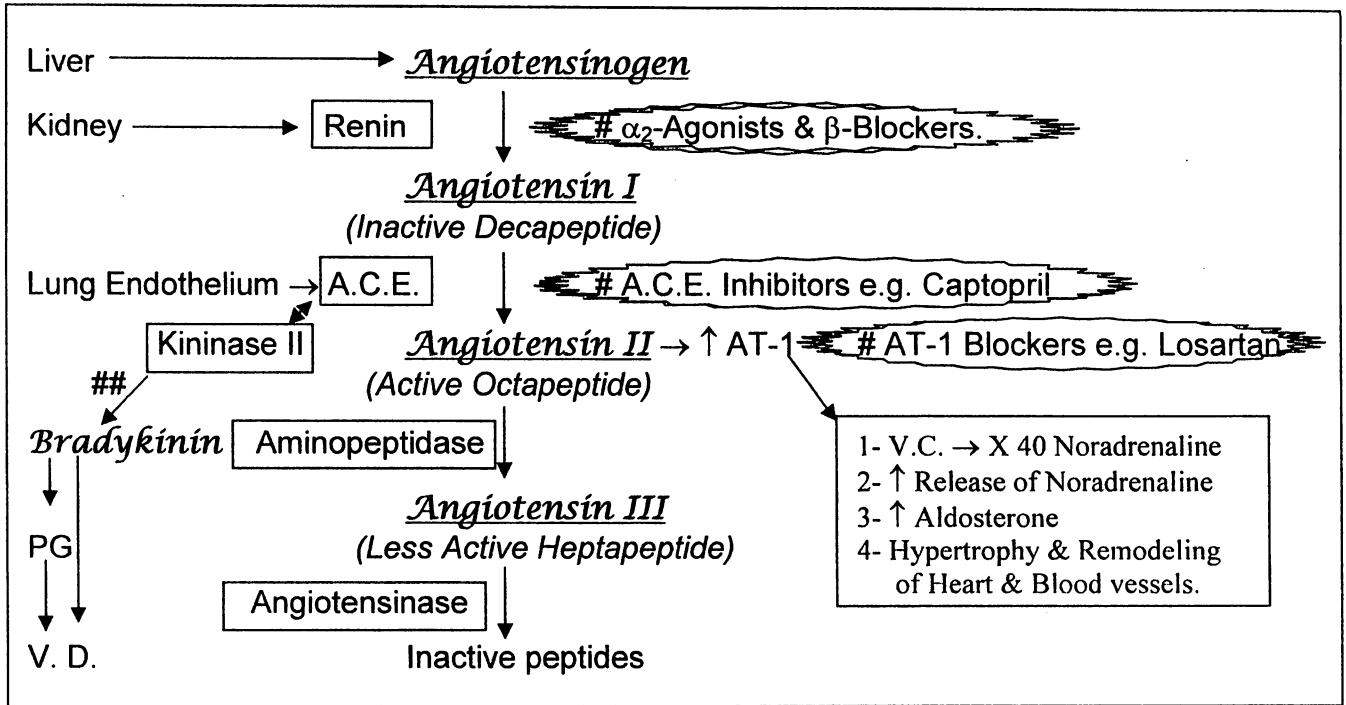 Liver → Angiotensinogen
Kidney → Renin # α₂-Agonists & β-Blockers.
Angiotensin I
(Inactive Decapeptide)
Lung Endothelium → A.C.E. # A.C.E. Inhibitors e.g. Captopril
Kininase II Angiotensin II → ↑ AT-1 # AT-1 Blockers e.g. Losartan
## (Active Octapeptide)
Bradykinin Aminopeptidase
1- V.C. → X 40 Noradrenaline
2- ↑ Release of Noradrenaline
3- ↑ Aldosterone
4- Hypertrophy & Remodeling
of Heart & Blood vessels.
Angiotensin III
PG (Less Active Heptapeptide)
Angiotensinase
V. D. Inactive peptides